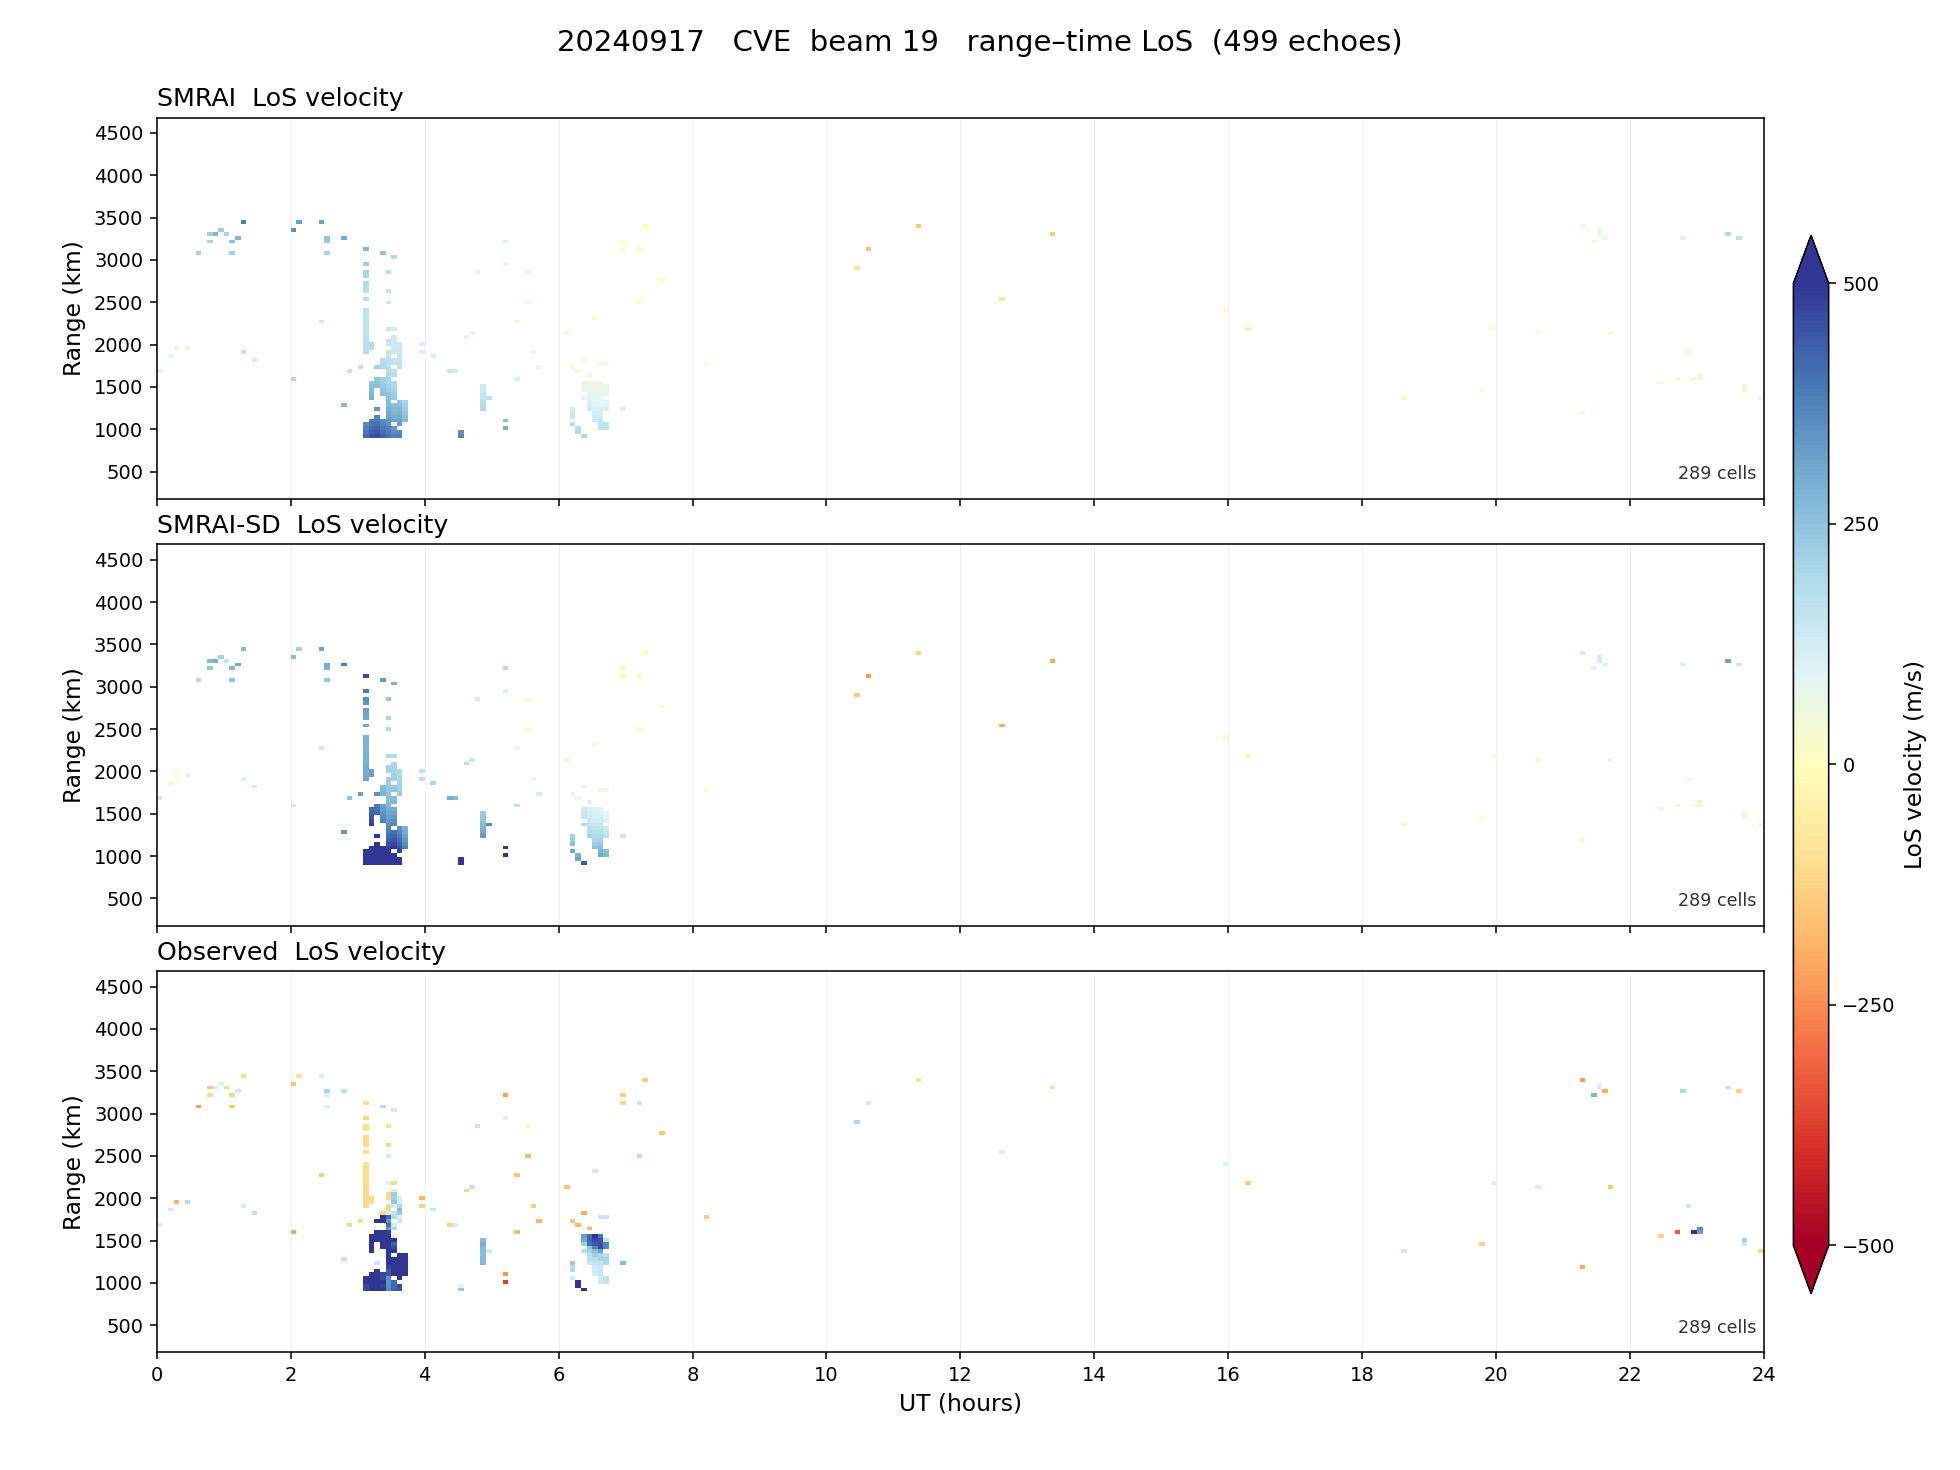 20240917   CVE  beam 19   range–time LoS  (499 echoes)
SMRAI  LoS velocity
4500
4000
3500
3000
2500
2000
1500
1000
500
Range (km)
289 cells
SMRAI-SD  LoS velocity
4500
4000
3500
3000
2500
2000
1500
1000
500
Range (km)
289 cells
Observed  LoS velocity
4500
4000
3500
3000
2500
2000
1500
1000
500
Range (km)
289 cells
0 2 4 6 8 10 12 14 16 18 20 22 24
UT (hours)
500
250
0
−250
−500
LoS velocity (m/s)